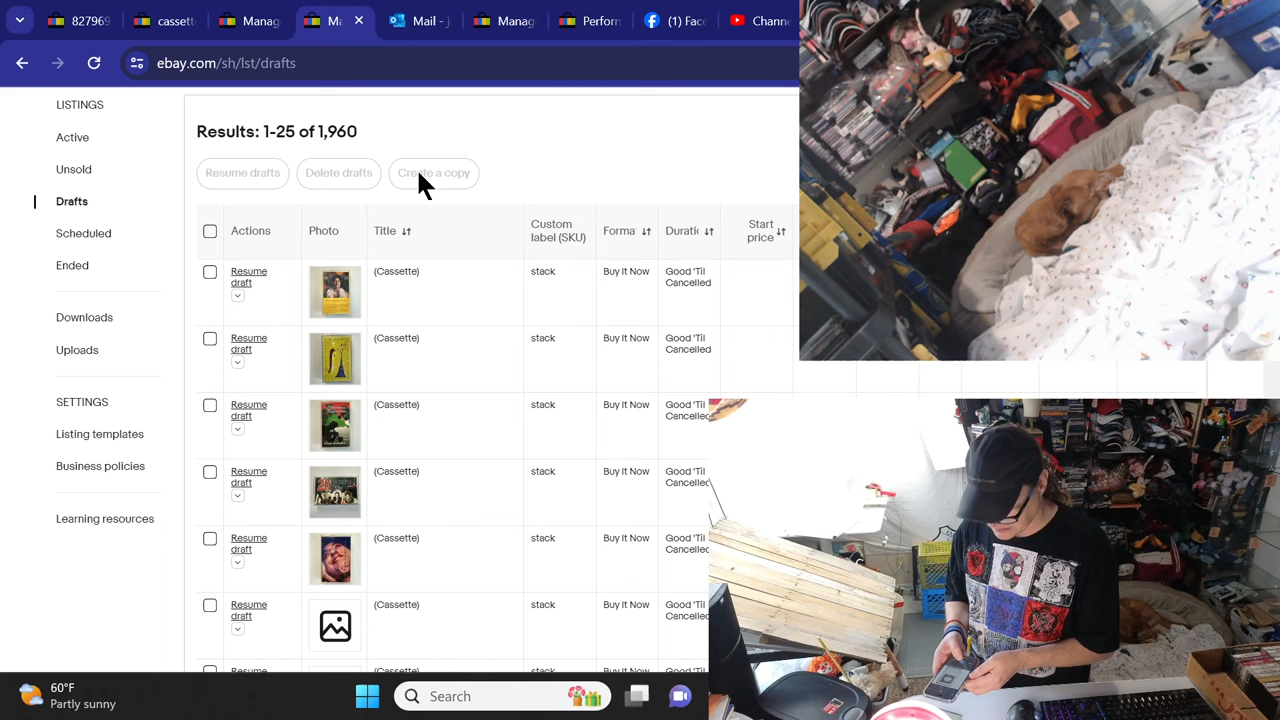 827969
cassett
Manag
Ma
Mail - j
Manag
Perfor
(1) Fac
Chann
ebay.com/sh/lst/drafts
LISTINGS
Active
Unsold
Drafts
Scheduled
Ended
Downloads
Uploads
SETTINGS
Listing templates
Business policies
Learning resources
Results: 1-25 of 1,960
Resume drafts
Delete drafts
Create a copy
Actions
Photo
Title
Custom
label (SKU)
Forma
Duratic
Start
price
Resume
draft
(Cassette)
stack
Buy It Now
Good 'Til
Cancelled
Resume
draft
(Cassette)
stack
Buy It Now
Good 'Til
Cancelled
Resume
draft
(Cassette)
stack
Buy It Now
Good 'Til
Cancelled
Resume
draft
(Cassette)
stack
Buy It Now
Good 'Til
Cancelled
Resume
draft
(Cassette)
stack
Buy It Now
Good 'Til
Cancelled
Resume
draft
(Cassette)
stack
Buy It Now
Good 'Til
Cancelled
60°F
Partly sunny
Search